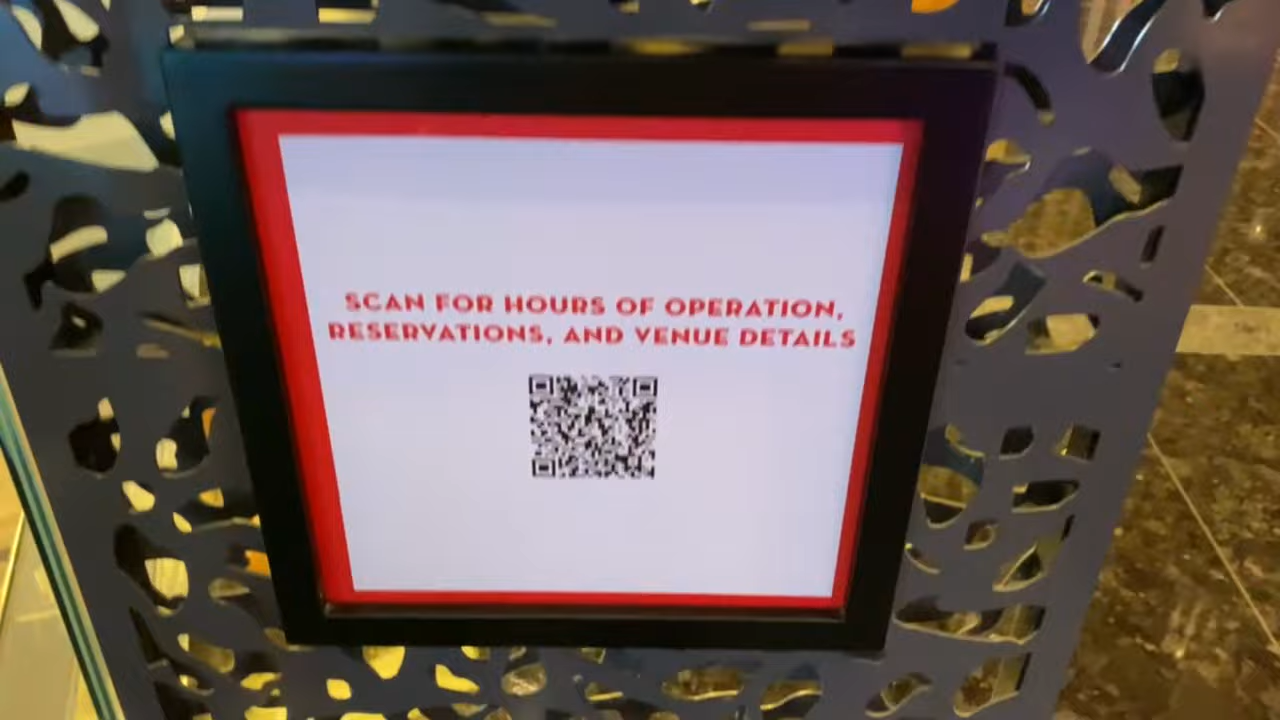 SCAN FOR HOURS OF OPERATION,
RESERVATIONS, AND VENUE DETAILS